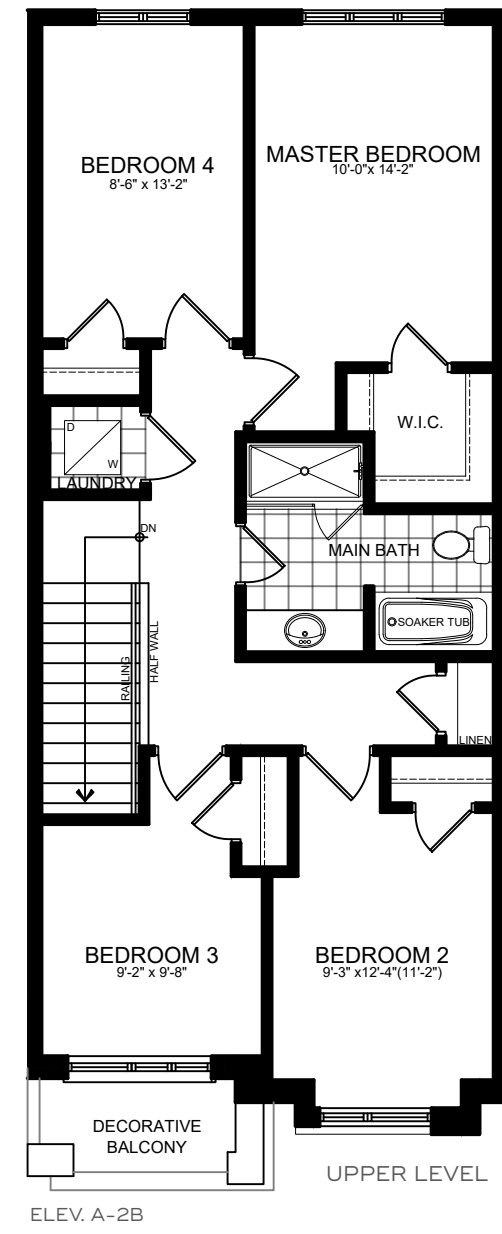 BEDROOM 4
8'-6" x 13'-2"
MASTER BEDROOM
10'-0"x 14'-2"
W.I.C.
D
W
LAUNDRY
DN
MAIN BATH
SOAKER TUB
RAILING
HALF WALL
LINEN
BEDROOM 3
9'-2" x 9'-8"
BEDROOM 2
9'-3" x12'-4"(11'-2")
DECORATIVE
BALCONY
UPPER LEVEL
ELEV. A-2B